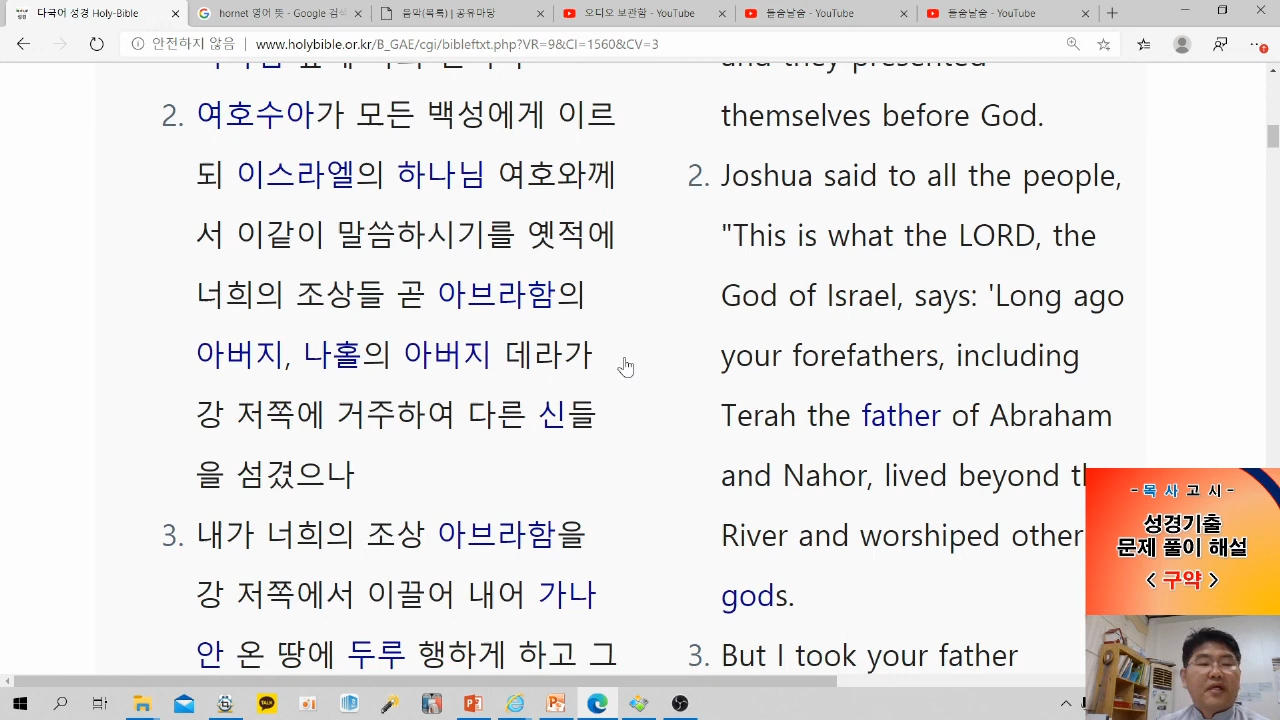 다국어 성경 Holy-Bible
hornet 영어 뜻 - Google 검색
음악(목록) | 공유마당
오디오 보관함 - YouTube
돌솜날솜 - YouTube
돌솜날솜 - YouTube
안전하지 않음
www.holybible.or.kr/B_GAE/cgi/bibleftxt.php?VR=9&CI=1560&CV=3
2. 여호수아가 모든 백성에게 이르
되 이스라엘의 하나님 여호와께
서 이같이 말씀하시기를 옛적에
너희의 조상들 곧 아브라함의
아버지, 나홀의 아버지 데라가
강 저쪽에 거주하여 다른 신들
을 섬겼으나
3. 내가 너희의 조상 아브라함을
강 저쪽에서 이끌어 내어 가나
안 온 땅에 두루 행하게 하고 그
and they presented
themselves before God.
2. Joshua said to all the people,
"This is what the LORD, the
God of Israel, says: 'Long ago
your forefathers, including
Terah the father of Abraham
and Nahor, lived beyond
River and worshiped other
gods.
3. But I took your father
- 목 사 고 시 -
성경기출
문제 풀이 해설
< 구약 >
TALK